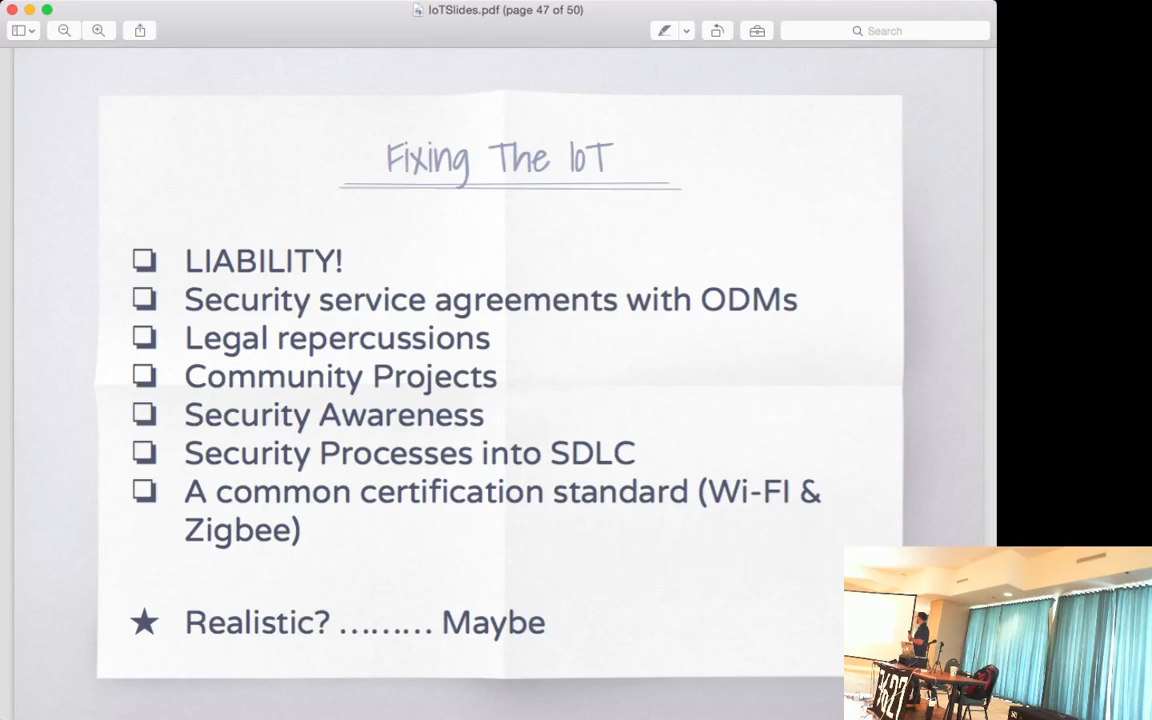 IoTSlides.pdf (page 47 of 50)
Search
Fixing The IoT
❏ LIABILITY!
❏ Security service agreements with ODMs
❏ Legal repercussions
❏ Community Projects
❏ Security Awareness
❏ Security Processes into SDLC
❏ A common certification standard (Wi-FI &
Zigbee)
★ Realistic? ......... Maybe